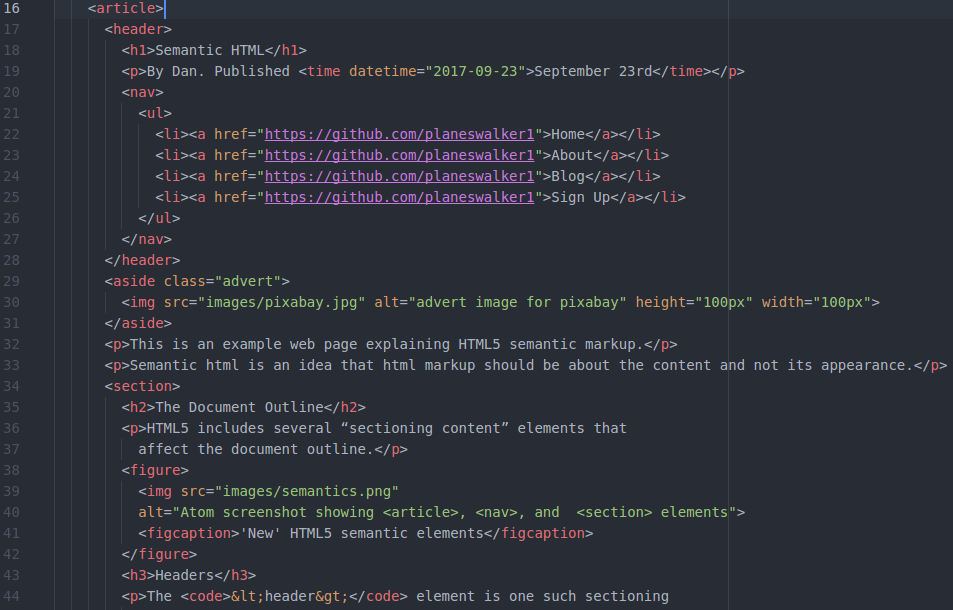 16 <article>
17 <header>
18 <h1>Semantic HTML</h1>
19 <p>By Dan. Published <time datetime="2017-09-23">September 23rd</time></p>
20 <nav>
21 <ul>
22 <li><a href="https://github.com/planeswalker1">Home</a></li>
23 <li><a href="https://github.com/planeswalker1">About</a></li>
24 <li><a href="https://github.com/planeswalker1">Blog</a></li>
25 <li><a href="https://github.com/planeswalker1">Sign Up</a></li>
26 </ul>
27 </nav>
28 </header>
29 <aside class="advert">
30 <img src="images/pixabay.jpg" alt="advert image for pixabay" height="100px" width="100px">
31 </aside>
32 <p>This is an example web page explaining HTML5 semantic markup.</p>
33 <p>Semantic html is an idea that html markup should be about the content and not its appearance.</p>
34 <section>
35 <h2>The Document Outline</h2>
36 <p>HTML5 includes several “sectioning content” elements that
37 affect the document outline.</p>
38 <figure>
39 <img src="images/semantics.png"
40 alt="Atom screenshot showing <article>, <nav>, and  <section> elements">
41 <figcaption>'New' HTML5 semantic elements</figcaption>
42 </figure>
43 <h3>Headers</h3>
44 <p>The <code>&lt;header&gt;</code> element is one such sectioning